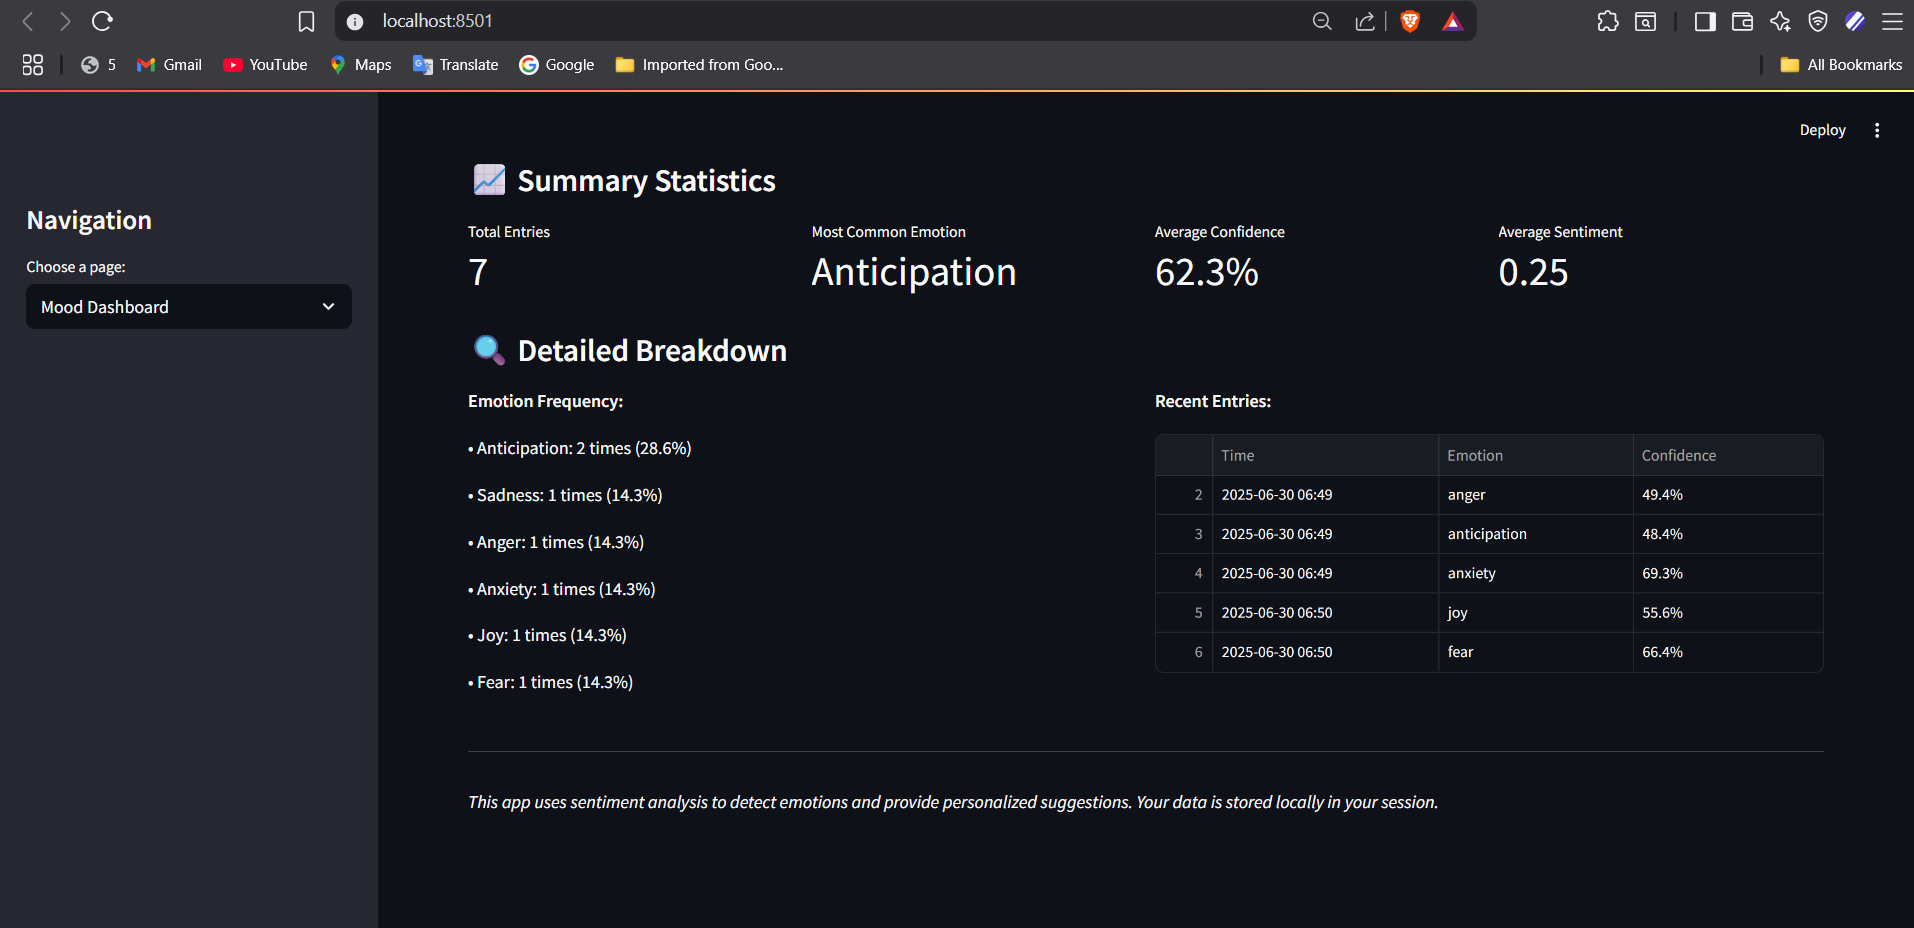 localhost:8501
5 Gmail YouTube Maps Translate Google Imported from Goo... All Bookmarks
Deploy
Navigation
Choose a page:
Mood Dashboard
📈 Summary Statistics
Total Entries Most Common Emotion Average Confidence Average Sentiment
7 Anticipation 62.3% 0.25
🔍 Detailed Breakdown
Emotion Frequency:
• Anticipation: 2 times (28.6%)
• Sadness: 1 times (14.3%)
• Anger: 1 times (14.3%)
• Anxiety: 1 times (14.3%)
• Joy: 1 times (14.3%)
• Fear: 1 times (14.3%)
Recent Entries:
Time Emotion Confidence
2 2025-06-30 06:49 anger 49.4%
3 2025-06-30 06:49 anticipation 48.4%
4 2025-06-30 06:49 anxiety 69.3%
5 2025-06-30 06:50 joy 55.6%
6 2025-06-30 06:50 fear 66.4%
This app uses sentiment analysis to detect emotions and provide personalized suggestions. Your data is stored locally in your session.